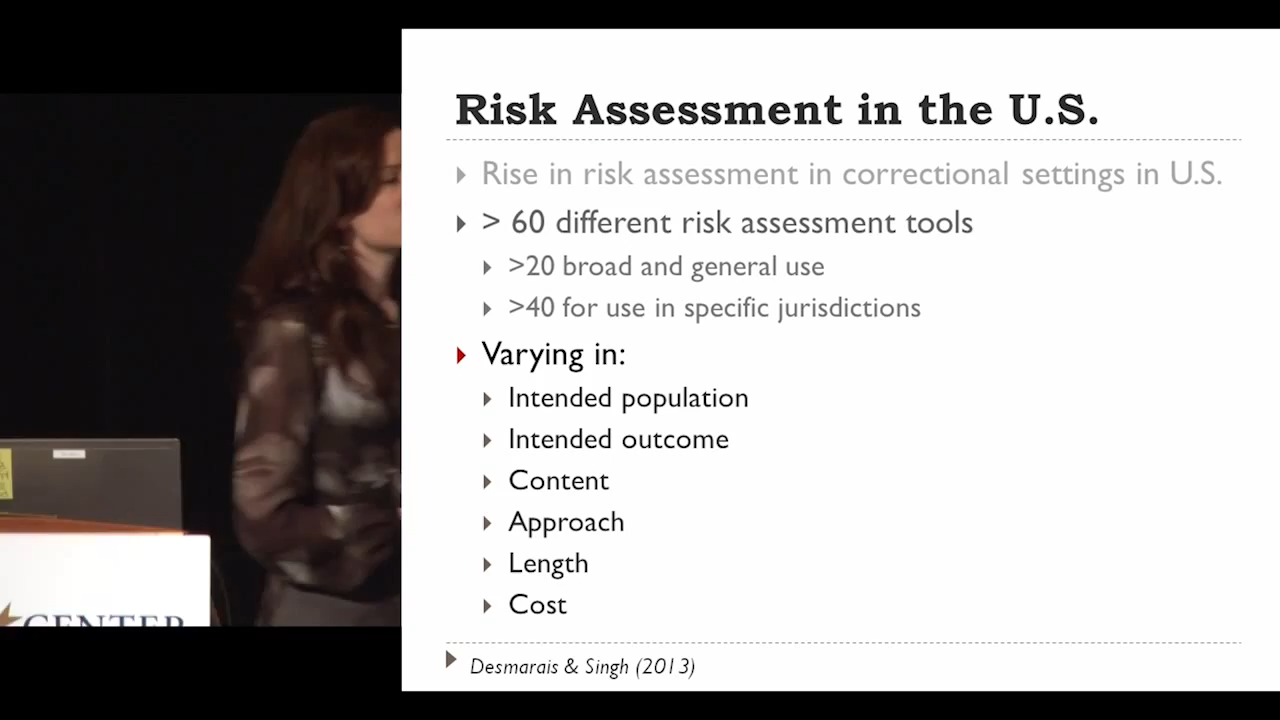 Risk Assessment in the U.S.
Rise in risk assessment in correctional settings in U.S.
> 60 different risk assessment tools
>20 broad and general use
>40 for use in specific jurisdictions
Varying in:
Intended population
Intended outcome
Content
Approach
Length
Cost
Desmarais & Singh (2013)
CENTER